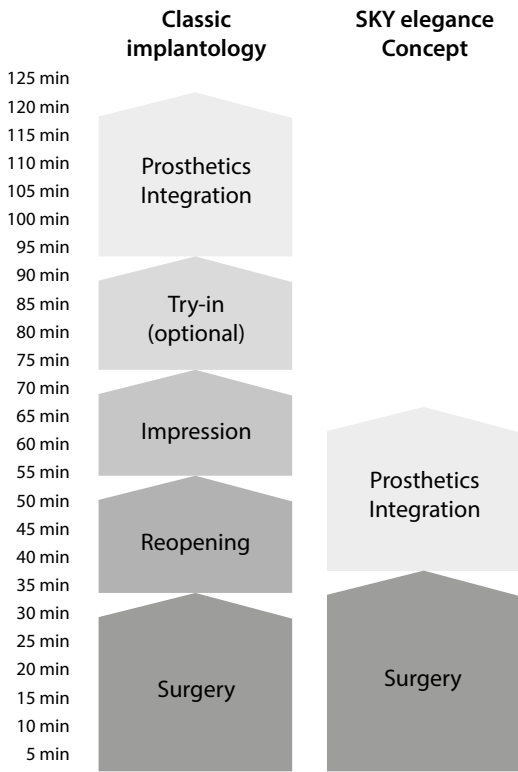 Classic
implantology
SKY elegance
Concept
125 min
120 min
115 min
110 min
105 min
100 min
95 min
90 min
85 min
80 min
75 min
70 min
65 min
60 min
55 min
50 min
45 min
40 min
35 min
30 min
25 min
20 min
15 min
10 min
5 min
Prosthetics
Integration
Try-in
(optional)
Impression
Reopening
Surgery
Prosthetics
Integration
Surgery